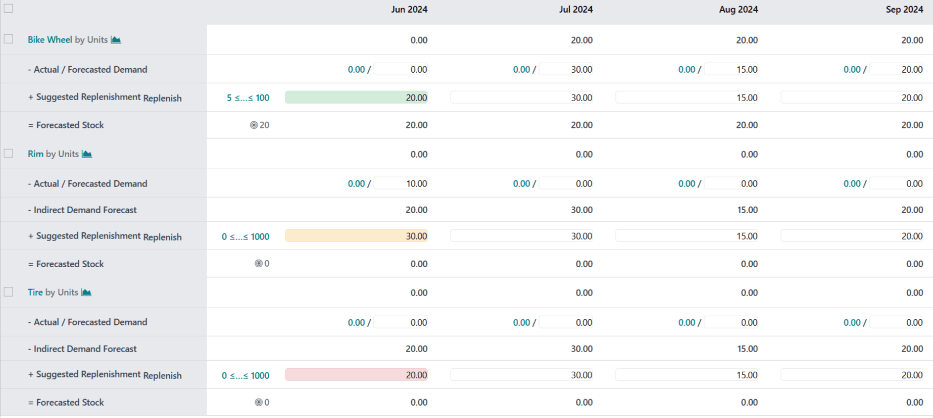 Jun 2024 Jul 2024 Aug 2024 Sep 2024
Bike Wheel by Units 0.00 20.00 20.00 20.00
- Actual / Forecasted Demand 0.00 / 0.00 0.00 / 30.00 0.00 / 15.00 0.00 / 20.00
+ Suggested Replenishment Replenish 5 ≤...≤ 100 20.00 30.00 15.00 20.00
= Forecasted Stock 20 20.00 20.00 20.00 20.00
Rim by Units 0.00 0.00 0.00 0.00
- Actual / Forecasted Demand 0.00 / 10.00 0.00 / 0.00 0.00 / 0.00 0.00 / 0.00
- Indirect Demand Forecast 20.00 30.00 15.00 20.00
+ Suggested Replenishment Replenish 0 ≤...≤ 1000 30.00 30.00 15.00 20.00
= Forecasted Stock 0 0.00 0.00 0.00 0.00
Tire by Units 0.00 0.00 0.00 0.00
- Actual / Forecasted Demand 0.00 / 0.00 0.00 / 0.00 0.00 / 0.00 0.00 / 0.00
- Indirect Demand Forecast 20.00 30.00 15.00 20.00
+ Suggested Replenishment Replenish 0 ≤...≤ 1000 20.00 30.00 15.00 20.00
= Forecasted Stock 0 0.00 0.00 0.00 0.00